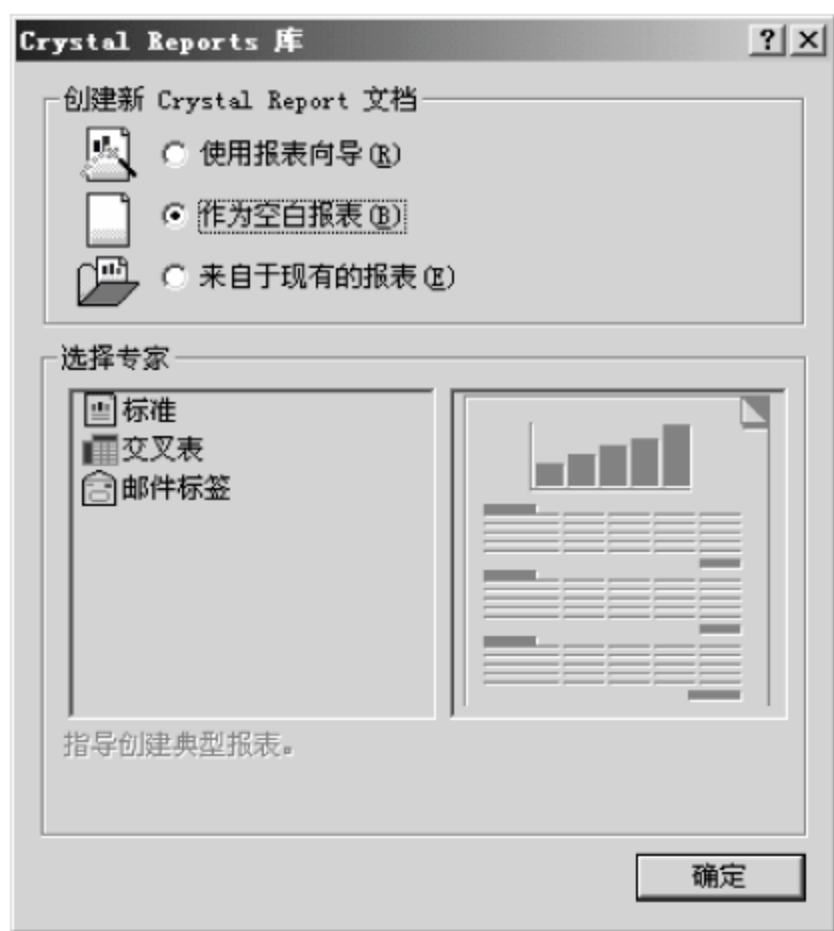 Crystal Reports 库
创建新 Crystal Report 文档
使用报表向导(R)
作为空白报表(B)
来自于现有的报表(E)
选择专家
标准
交叉表
邮件标签
指导创建典型报表。
确定